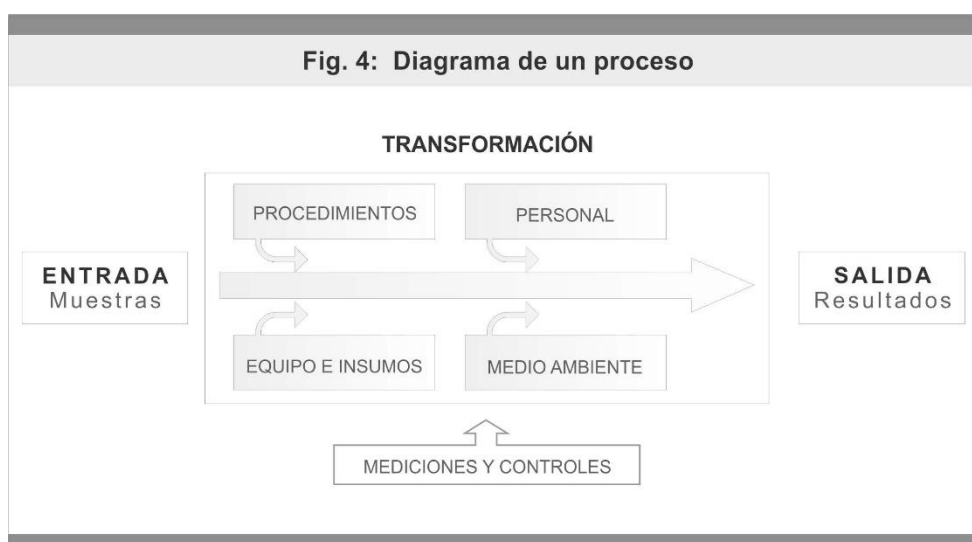 Fig. 4: Diagrama de un proceso
TRANSFORMACIÓN
PROCEDIMIENTOS
PERSONAL
ENTRADA
Muestras
SALIDA
Resultados
EQUIPO E INSUMOS
MEDIO AMBIENTE
MEDICIONES Y CONTROLES